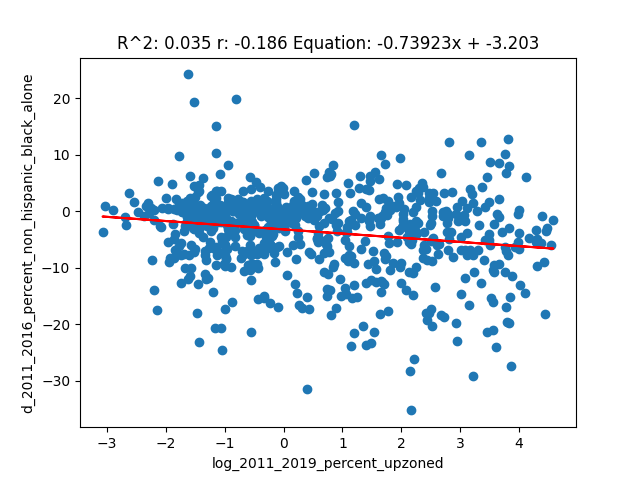 R^2: 0.035 r: -0.186 Equation: -0.73923x + -3.203
d_2011_2016_percent_non_hispanic_black_alone
20
10
0
−10
−20
−30
−3 −2 −1 0 1 2 3 4
log_2011_2019_percent_upzoned